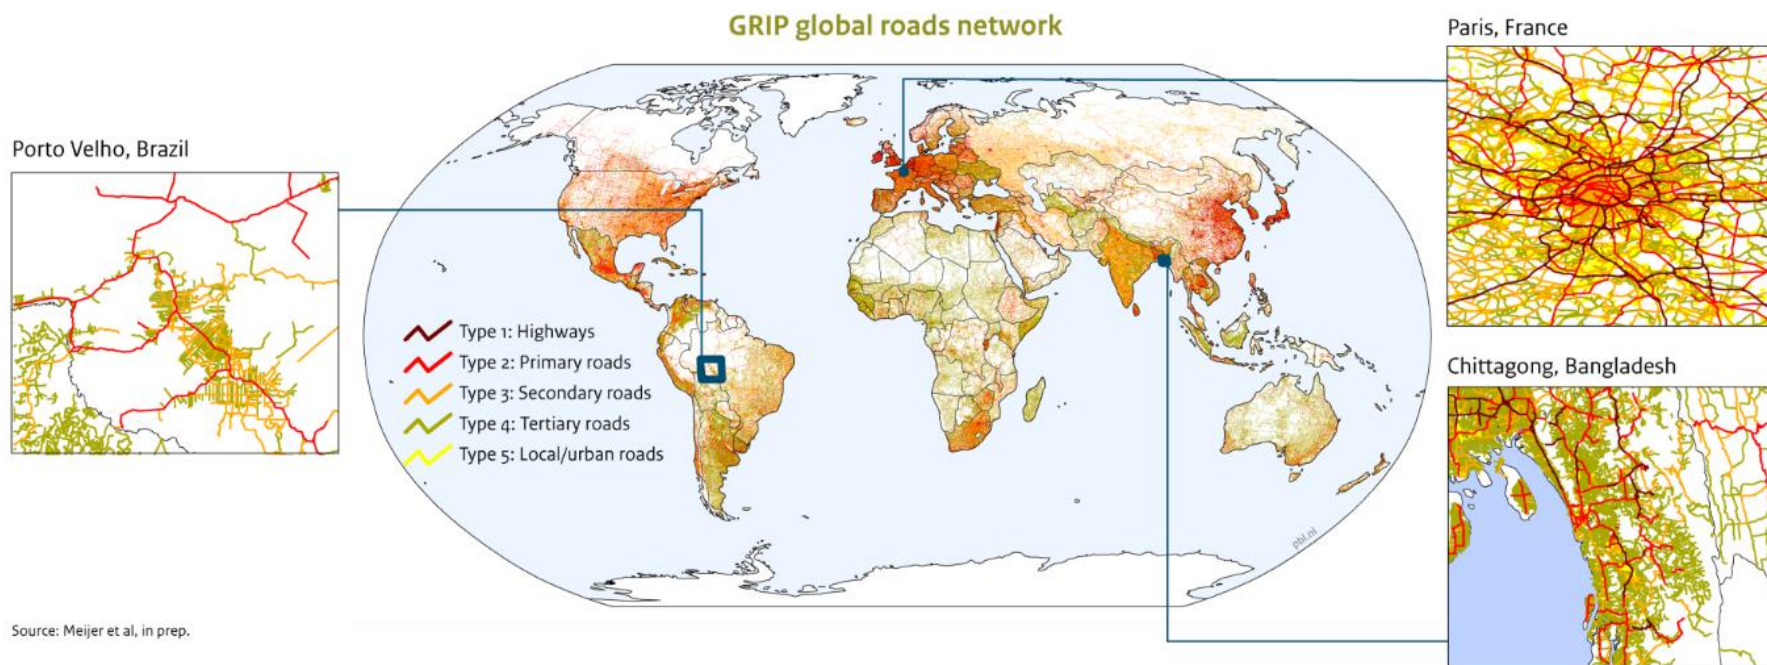 GRIP global roads network
Paris, France
Porto Velho, Brazil
Type 1: Highways
Type 2: Primary roads
Type 3: Secondary roads
Type 4: Tertiary roads
Type 5: Local/urban roads
Chittagong, Bangladesh
pbl.nl
Source: Meijer et al, in prep.